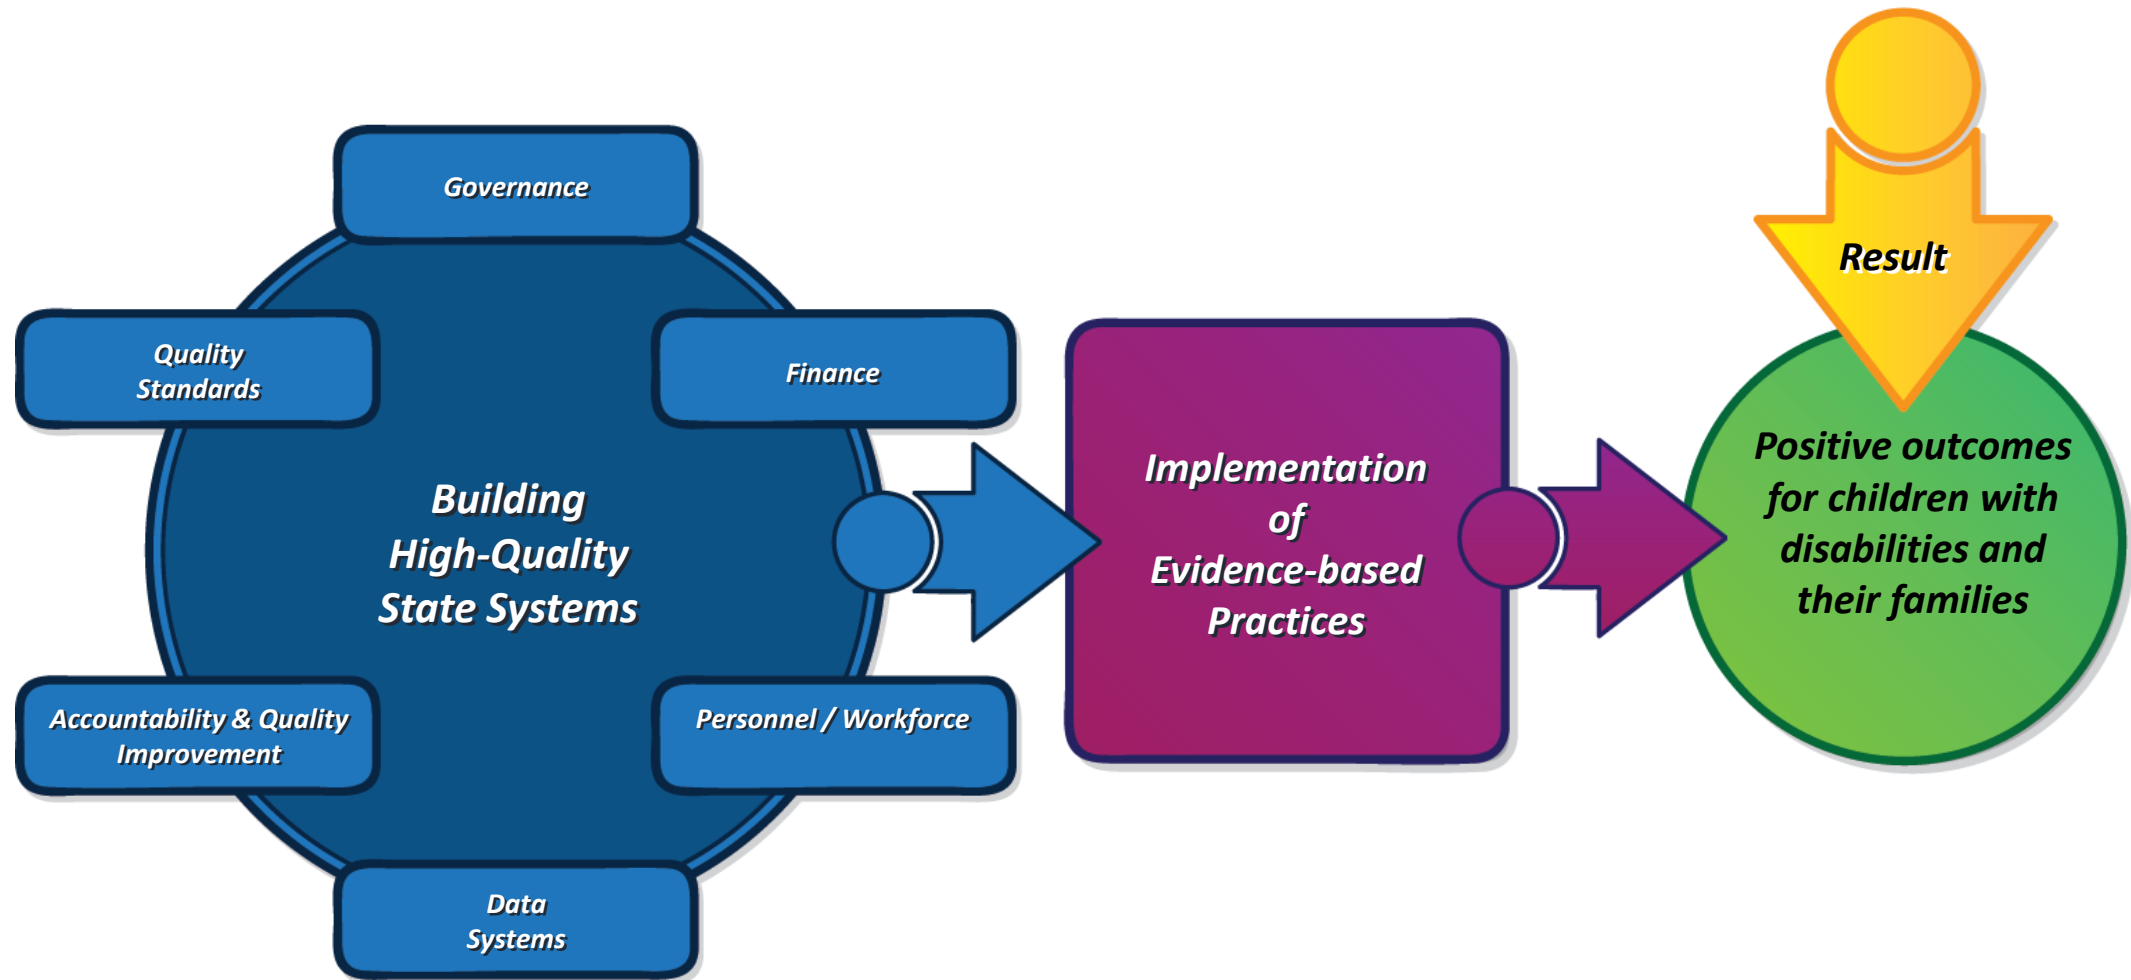 Governance
Quality
Standards
Finance
Building
High-Quality
State Systems
Accountability & Quality
Improvement
Personnel / Workforce
Data
Systems
Implementation
of
Evidence-based
Practices
Result
Positive outcomes
for children with
disabilities and
their families